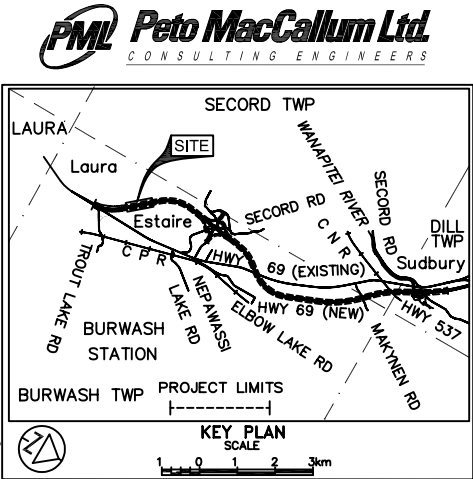 PML Peto MacCallum Ltd.
CONSULTING ENGINEERS
SECOND TWP
LAURA
Laura
SITE
WANAPITEI RIVER
SECORD RD
Estaire
SECORD RD
C N R
DILL
TWP
Sudbury
TROUT LAKE RD
C P R
HWY
69 (EXISTING)
NEPAWASSI
LAKE RD
ELBOW LAKE RD
HWY 69 (NEW)
HWY 537
MAKYNEN RD
BURWASH
STATION
BURWASH TWP
PROJECT LIMITS
KEY PLAN
SCALE
1 0 1 2 3km